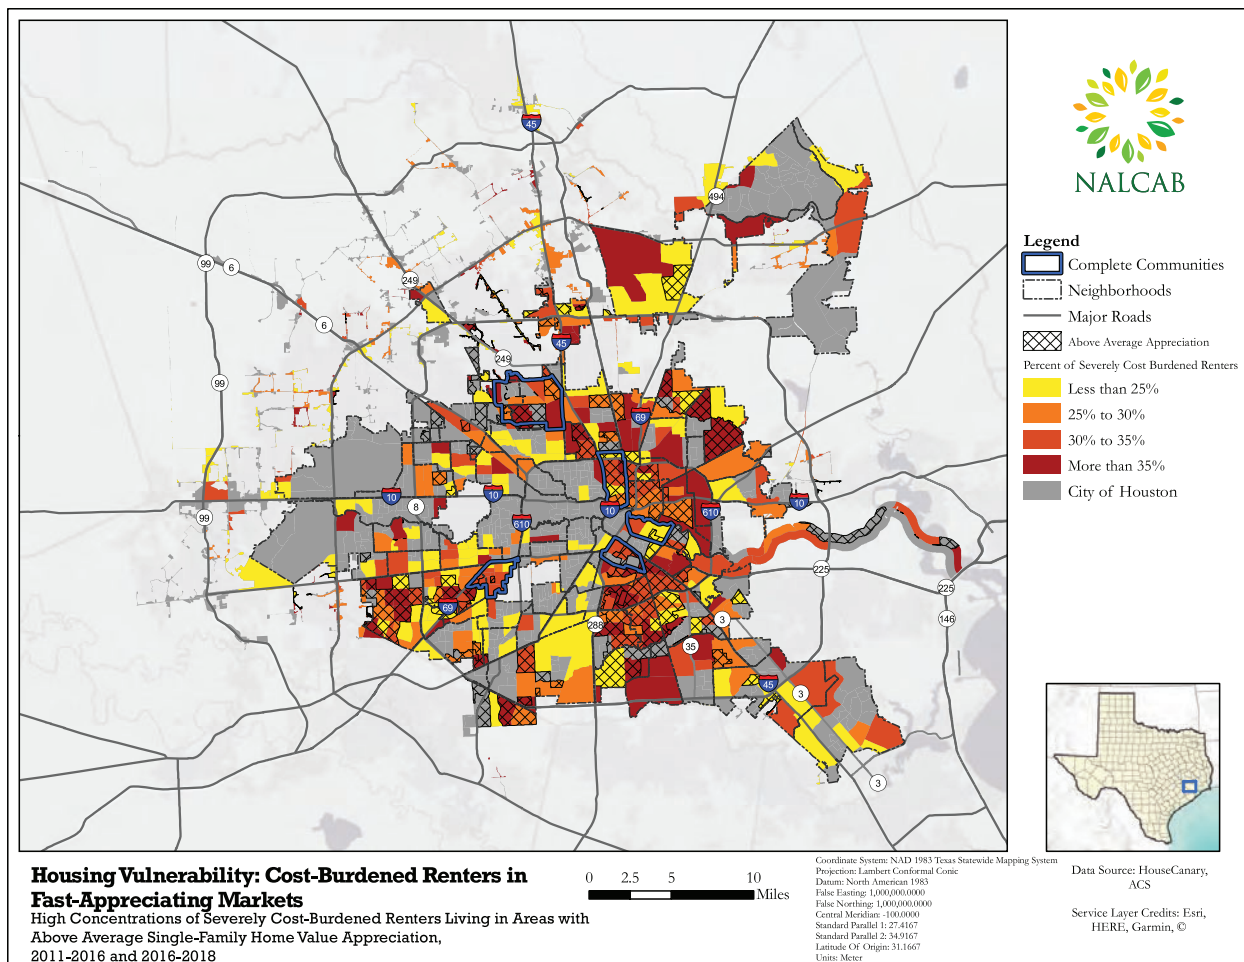 45
494
99
6
249
6
45
249
99
69
10
10
8
10
610
10
610
99
225
225
69
146
288
3
35
45
3
3
NALCAB
Legend
Complete Communities
Neighborhoods
Major Roads
Above Average Appreciation
Percent of Severely Cost Burdened Renters
Less than 25%
25% to 30%
30% to 35%
More than 35%
City of Houston
Housing Vulnerability: Cost-Burdened Renters in
Fast-Appreciating Markets
High Concentrations of Severely Cost-Burdened Renters Living in Areas with
Above Average Single-Family Home Value Appreciation,
2011-2016 and 2016-2018
0 2.5 5 10
Miles
Coordinate System: NAD 1983 Texas Statewide Mapping System
Projection: Lambert Conformal Conic
Datum: North American 1983
False Easting: 1,000,000.0000
False Northing: 1,000,000.0000
Central Meridian: -100.0000
Standard Parallel 1: 27.4167
Standard Parallel 2: 34.9167
Latitude Of Origin: 31.1667
Units: Meter
Data Source: HouseCanary,
ACS
Service Layer Credits: Esri,
HERE, Garmin, ©